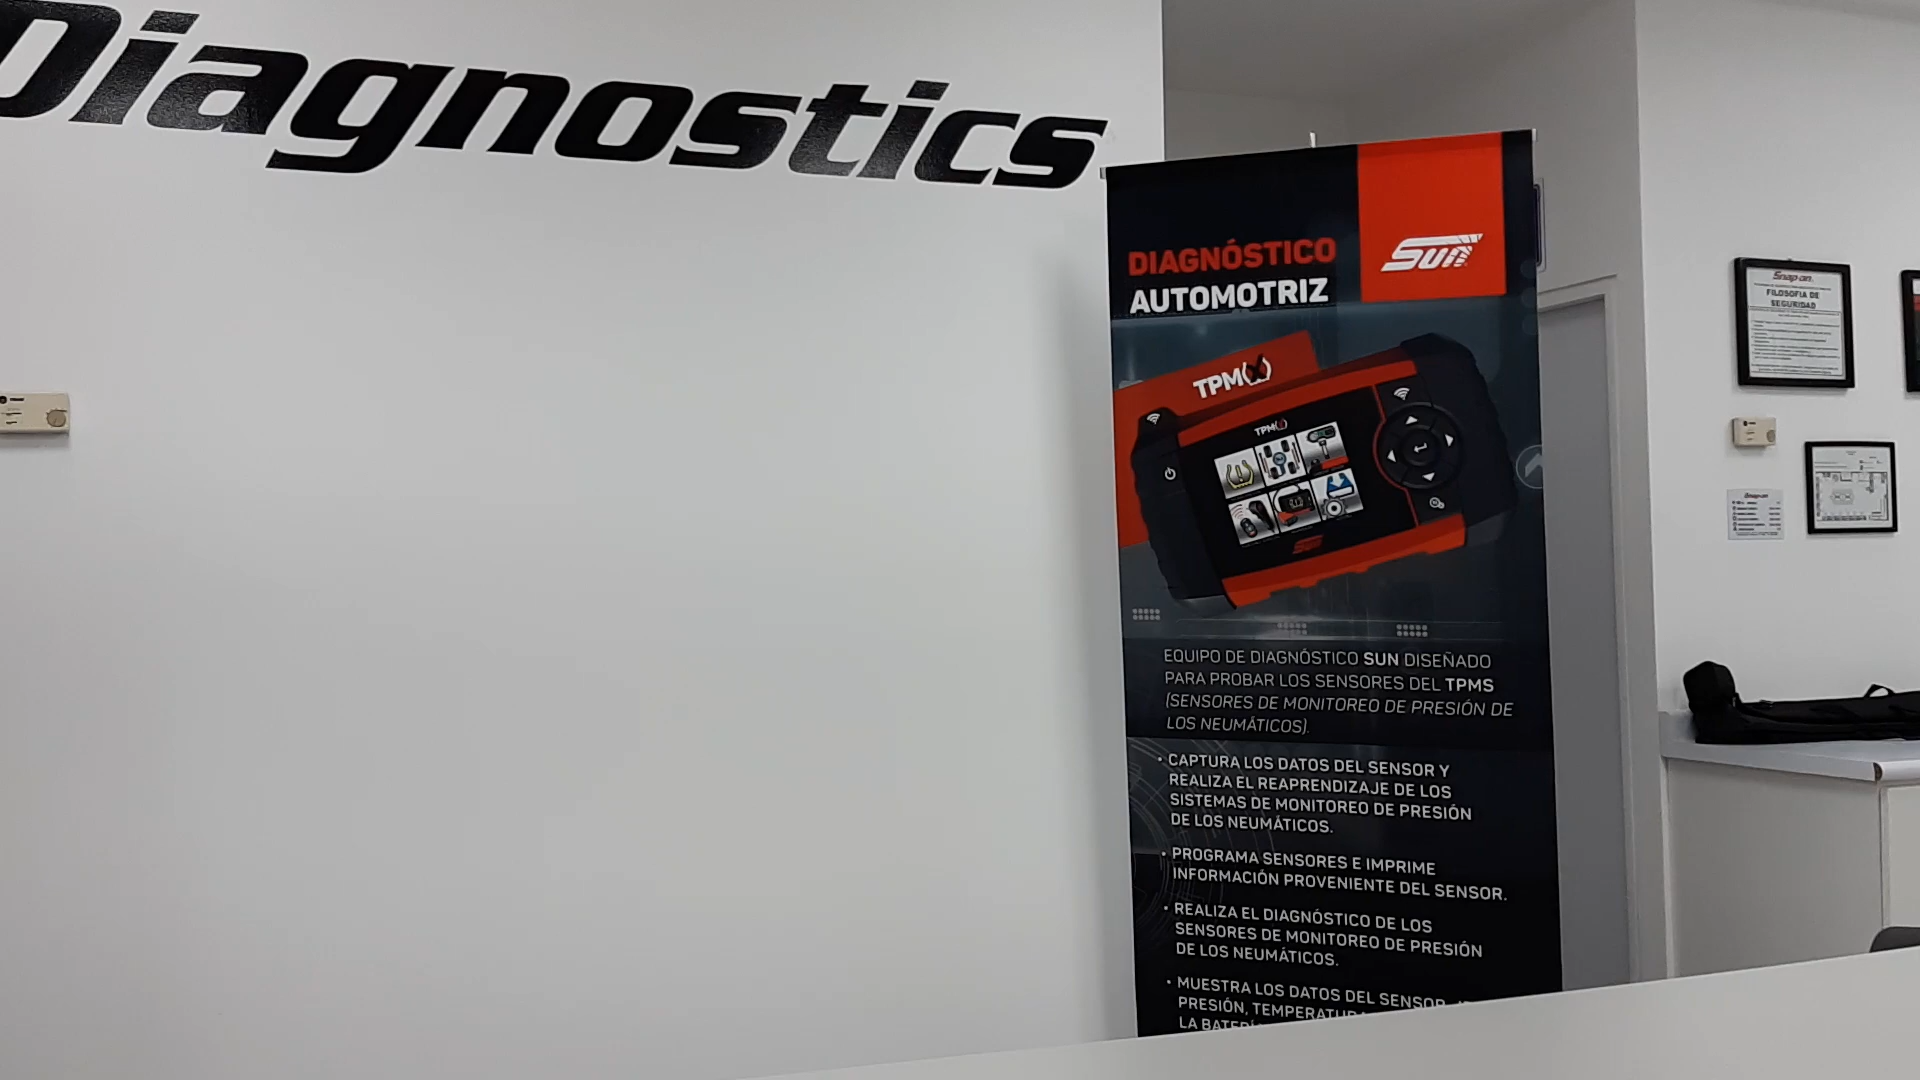 Diagnostics
DIAGNÓSTICO
AUTOMOTRIZ
Sun
TPM(X)
TPM(X)
Sun
EQUIPO DE DIAGNÓSTICO SUN DISEÑADO
PARA PROBAR LOS SENSORES DEL TPMS
(SENSORES DE MONITOREO DE PRESIÓN DE
LOS NEUMÁTICOS).
• CAPTURA LOS DATOS DEL SENSOR Y
REALIZA EL REAPRENDIZAJE DE LOS
SISTEMAS DE MONITOREO DE PRESIÓN
DE LOS NEUMÁTICOS.
• PROGRAMA SENSORES E IMPRIME
INFORMACIÓN PROVENIENTE DEL SENSOR.
• REALIZA EL DIAGNÓSTICO DE LOS
SENSORES DE MONITOREO DE PRESIÓN
DE LOS NEUMÁTICOS.
• MUESTRA LOS DATOS DEL SENSOR
PRESIÓN, TEMPERATURA
LA BATERÍA
Snap-on
FILOSOFIA DE
SEGURIDAD
Snap-on